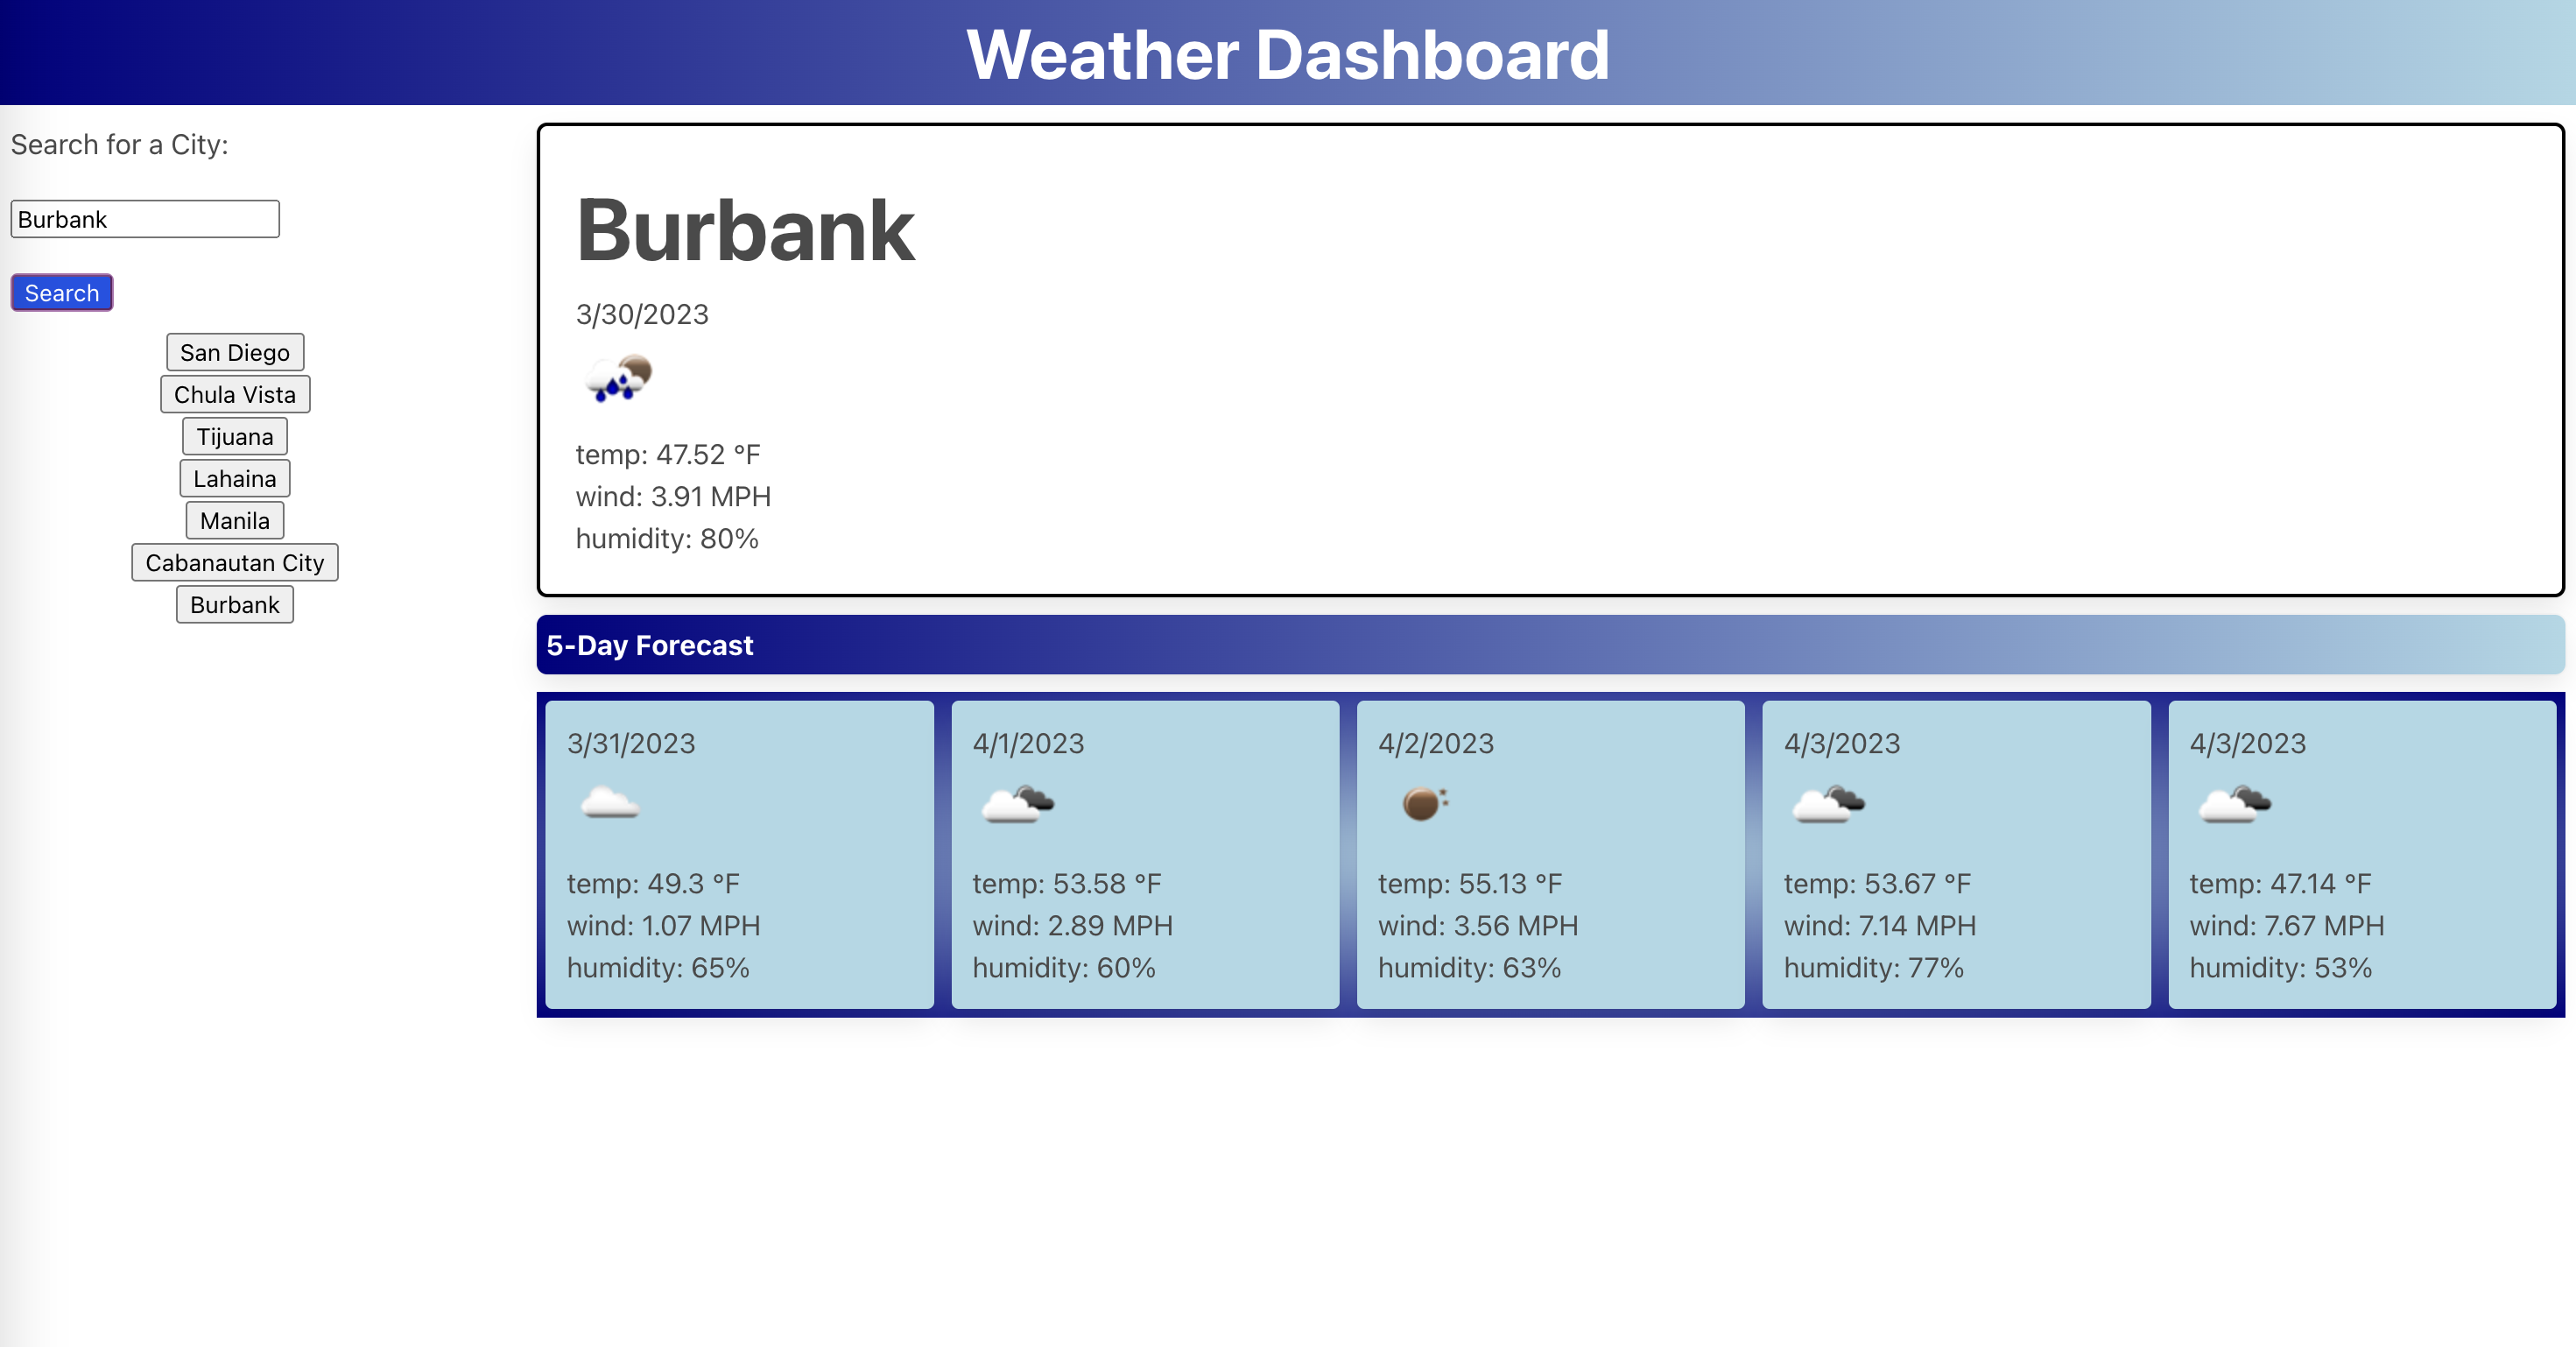 Weather Dashboard
Search for a City:
Burbank
Search
San Diego
Chula Vista
Tijuana
Lahaina
Manila
Cabanautan City
Burbank
Burbank
3/30/2023
temp: 47.52 °F
wind: 3.91 MPH
humidity: 80%
5-Day Forecast
3/31/2023
temp: 49.3 °F
wind: 1.07 MPH
humidity: 65%
4/1/2023
temp: 53.58 °F
wind: 2.89 MPH
humidity: 60%
4/2/2023
temp: 55.13 °F
wind: 3.56 MPH
humidity: 63%
4/3/2023
temp: 53.67 °F
wind: 7.14 MPH
humidity: 77%
4/3/2023
temp: 47.14 °F
wind: 7.67 MPH
humidity: 53%